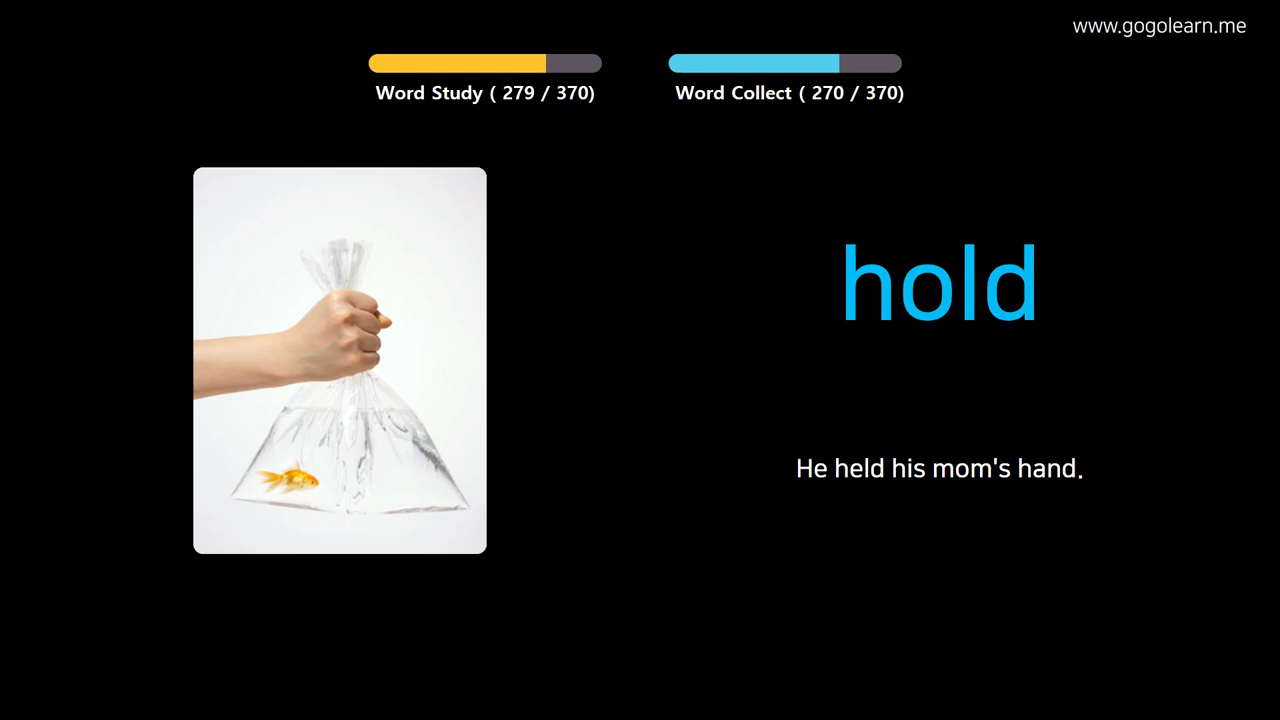 www.gogolearn.me
Word Study ( 279 / 370)
Word Collect ( 270 / 370)
hold
He held his mom's hand.